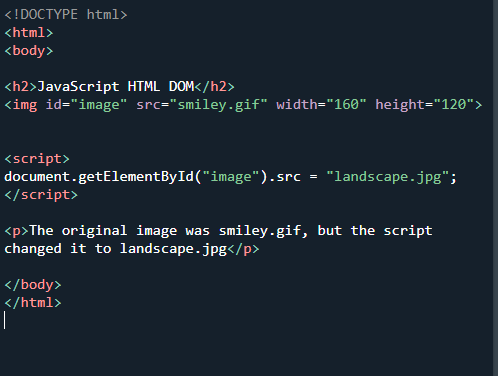 <!DOCTYPE html>
<html>
<body>
<h2>JavaScript HTML DOM</h2>
<img id="image" src="smiley.gif" width="160" height="120">
<script>
document.getElementById("image").src = "landscape.jpg";
</script>
<p>The original image was smiley.gif, but the script
changed it to landscape.jpg</p>
</body>
</html>